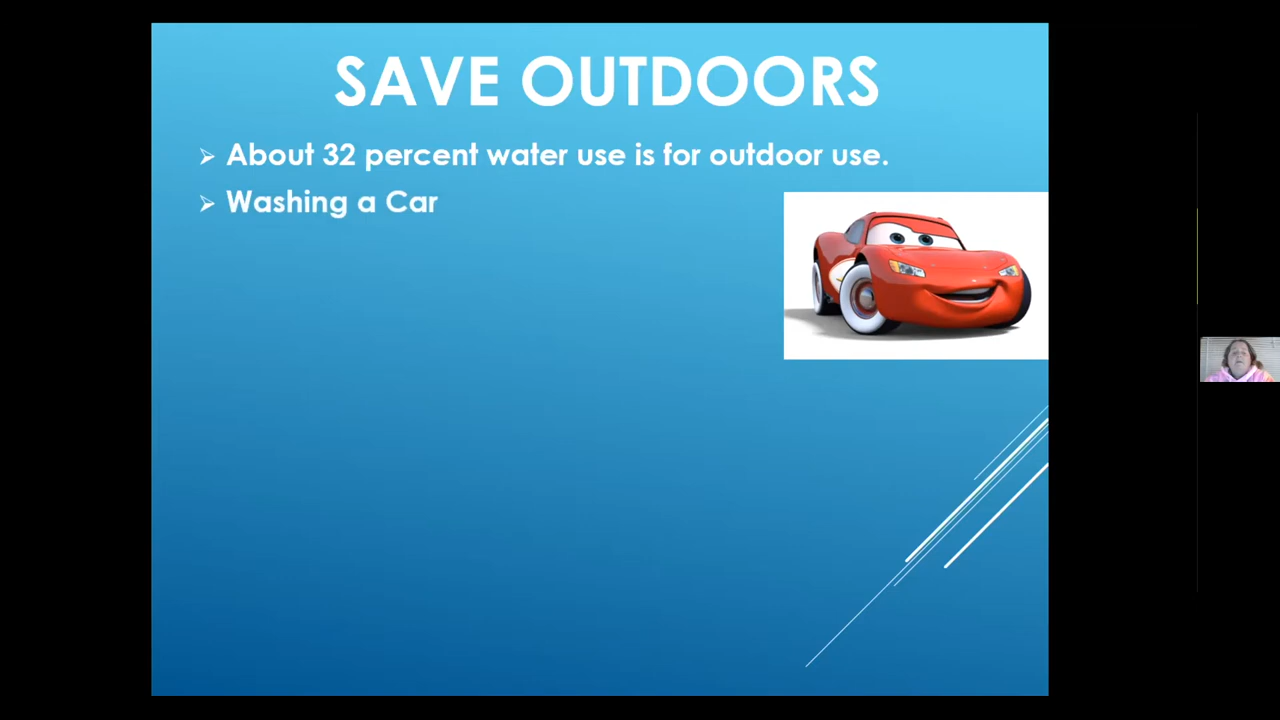 SAVE OUTDOORS
About 32 percent water use is for outdoor use.
Washing a Car